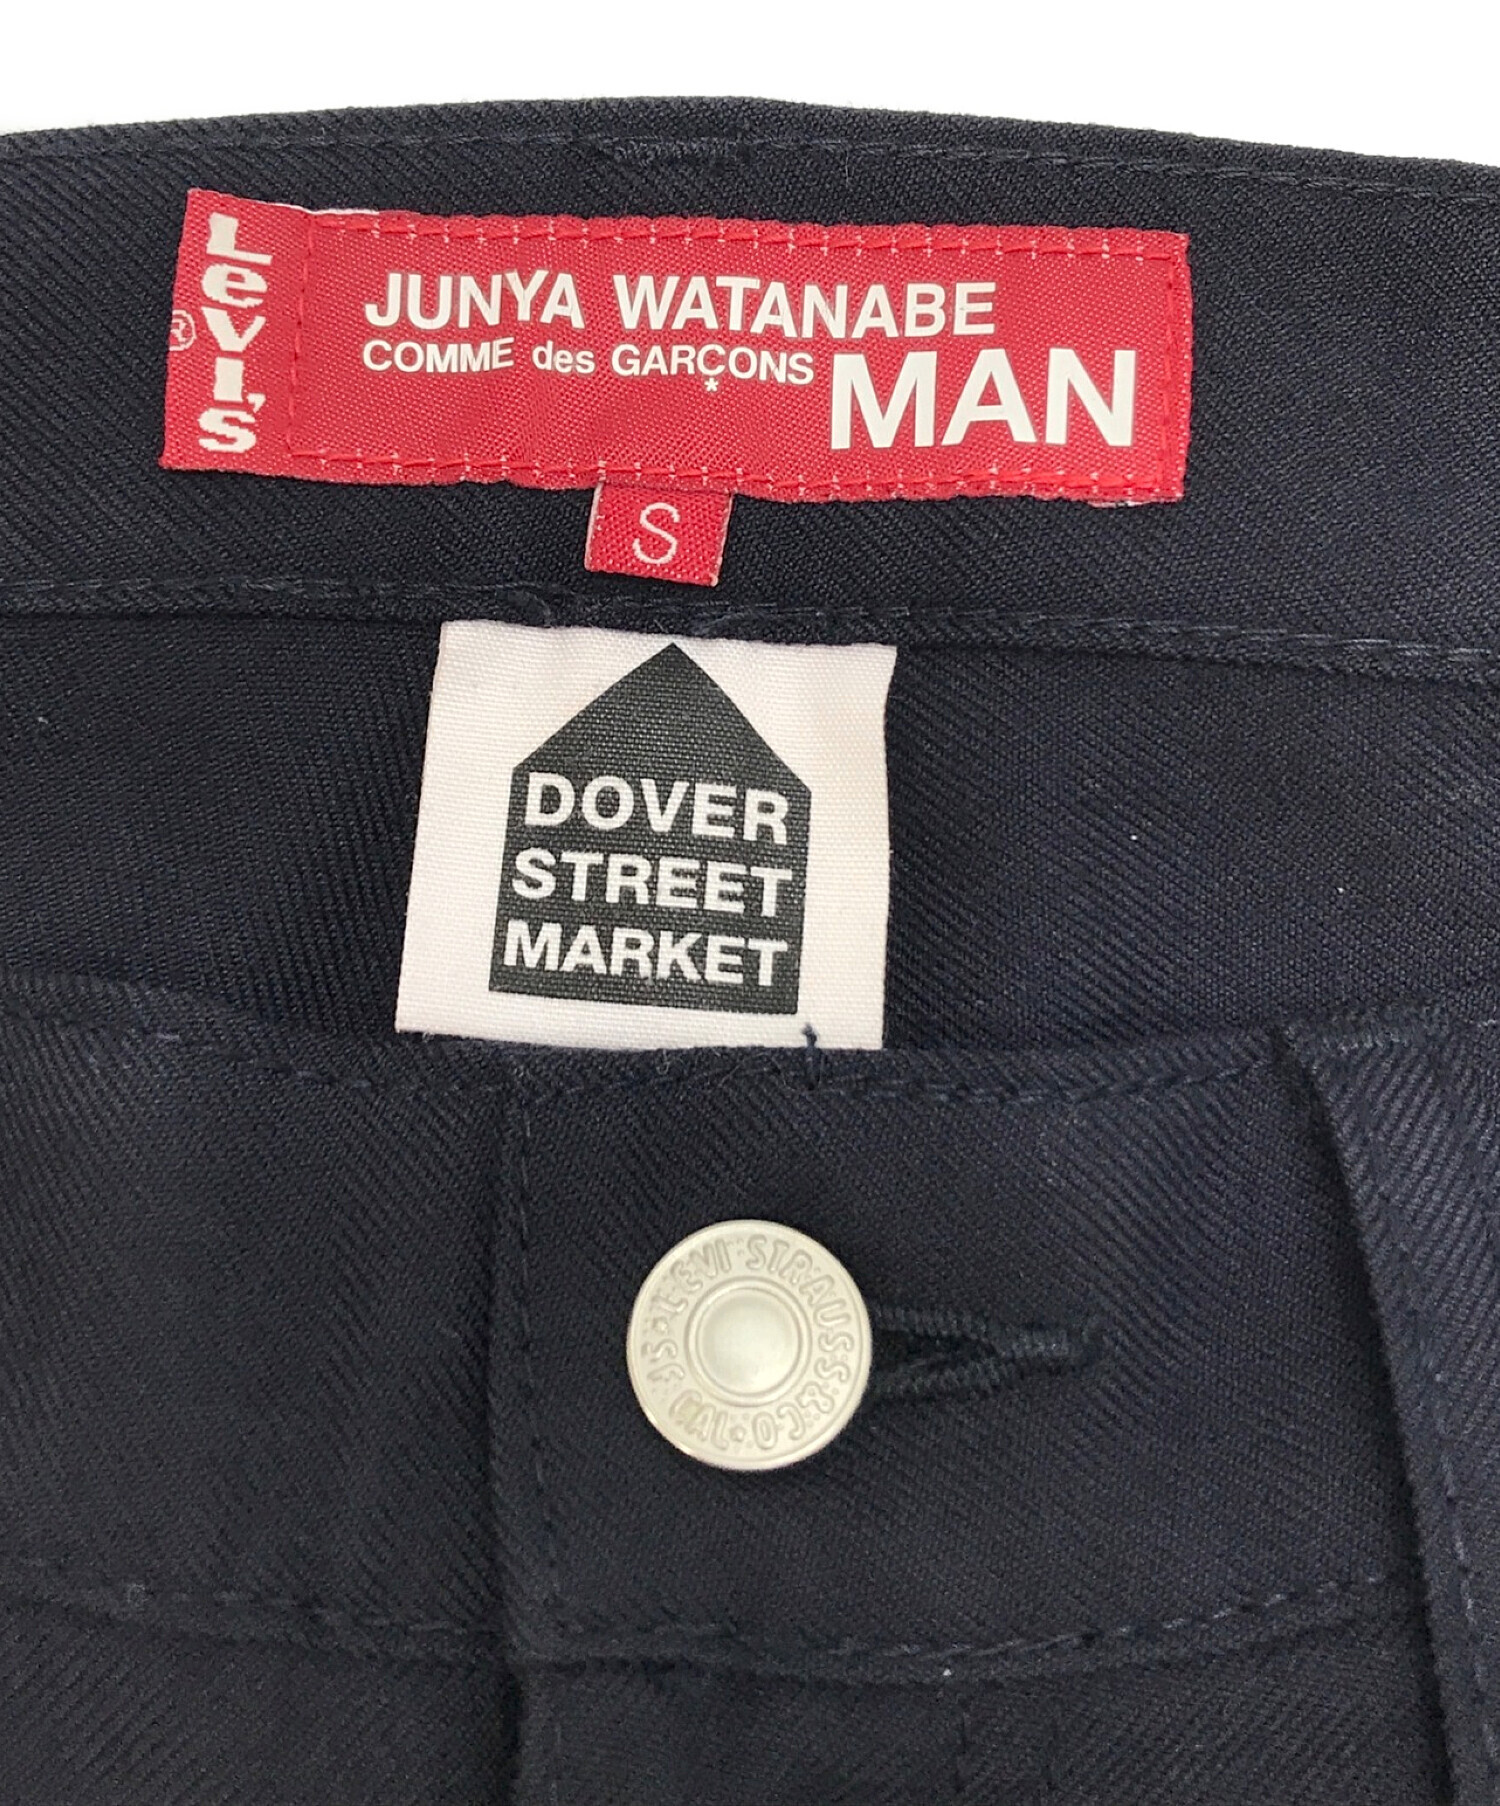 Levi's
®
JUNYA WATANABE
COMME des GARÇONS
*
MAN
S
DOVER
STREET
MARKET
LEVI STRAUSS & CO S.F. CAL